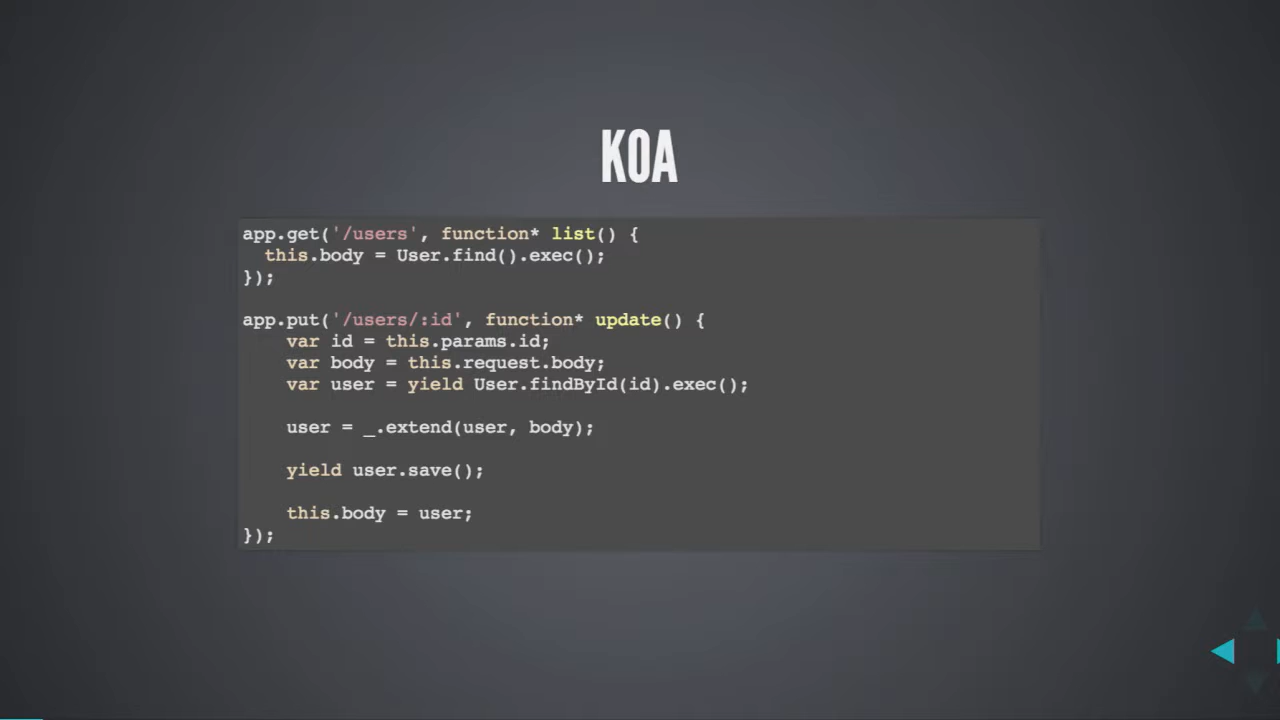 KOA
app.get('/users', function* list() {
  this.body = User.find().exec();
});
app.put('/users/:id', function* update() {
    var id = this.params.id;
    var body = this.request.body;
    var user = yield User.findById(id).exec();
    user = _.extend(user, body);
    yield user.save();
    this.body = user;
});